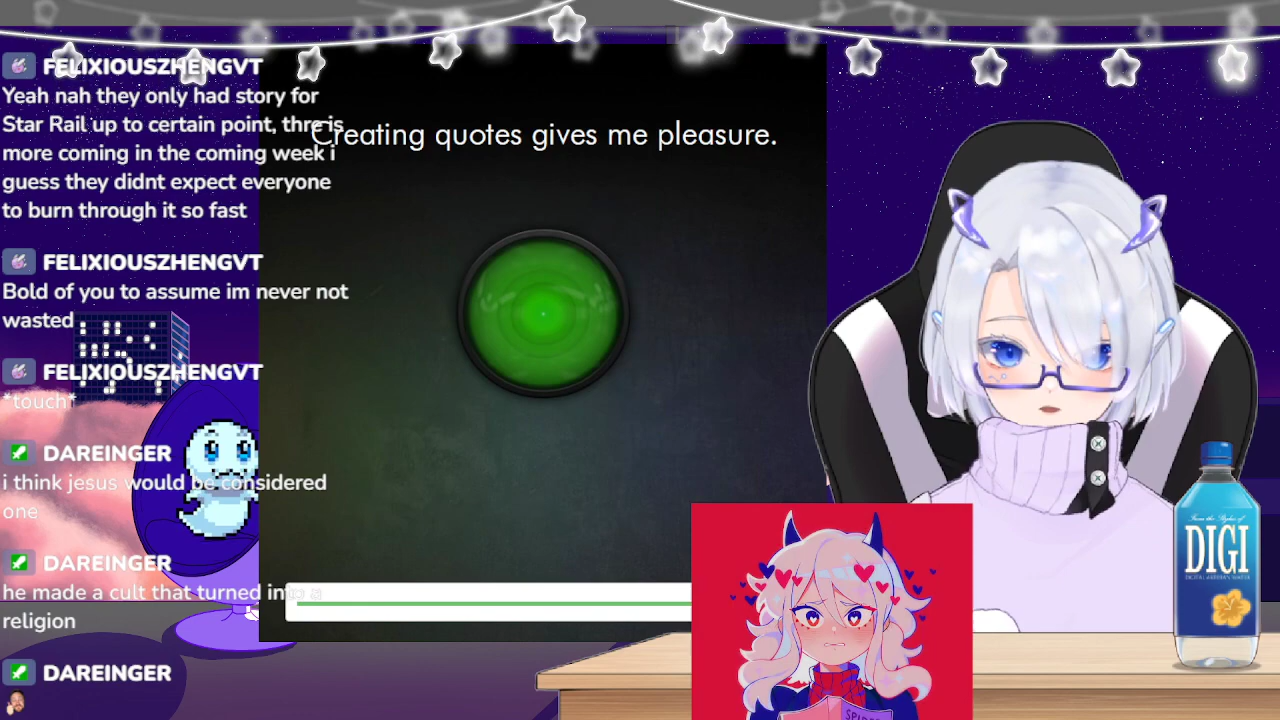 FELIXIOUSZHENGVT
Yeah nah they only had story for
Star Rail up to certain point, thre is
more coming in the coming week i
guess they didnt expect everyone
to burn through it so fast
FELIXIOUSZHENGVT
Bold of you to assume im never not
wasted
FELIXIOUSZHENGVT
*touch*
DAREINGER
i think jesus would be considered
one
DAREINGER
he made a cult that turned into a
religion
DAREINGER
Creating quotes gives me pleasure.
DIGI